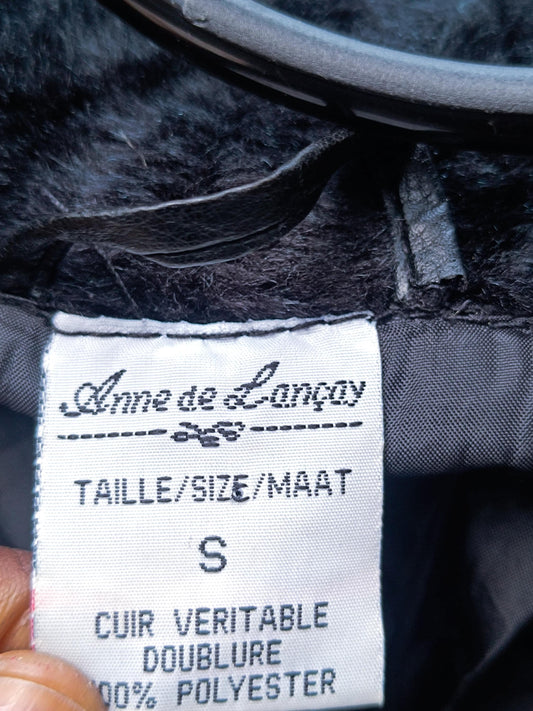 Anne de Lançay
TAILLE/SIZE/MAAT
S
CUIR VERITABLE
DOUBLURE
100% POLYESTER